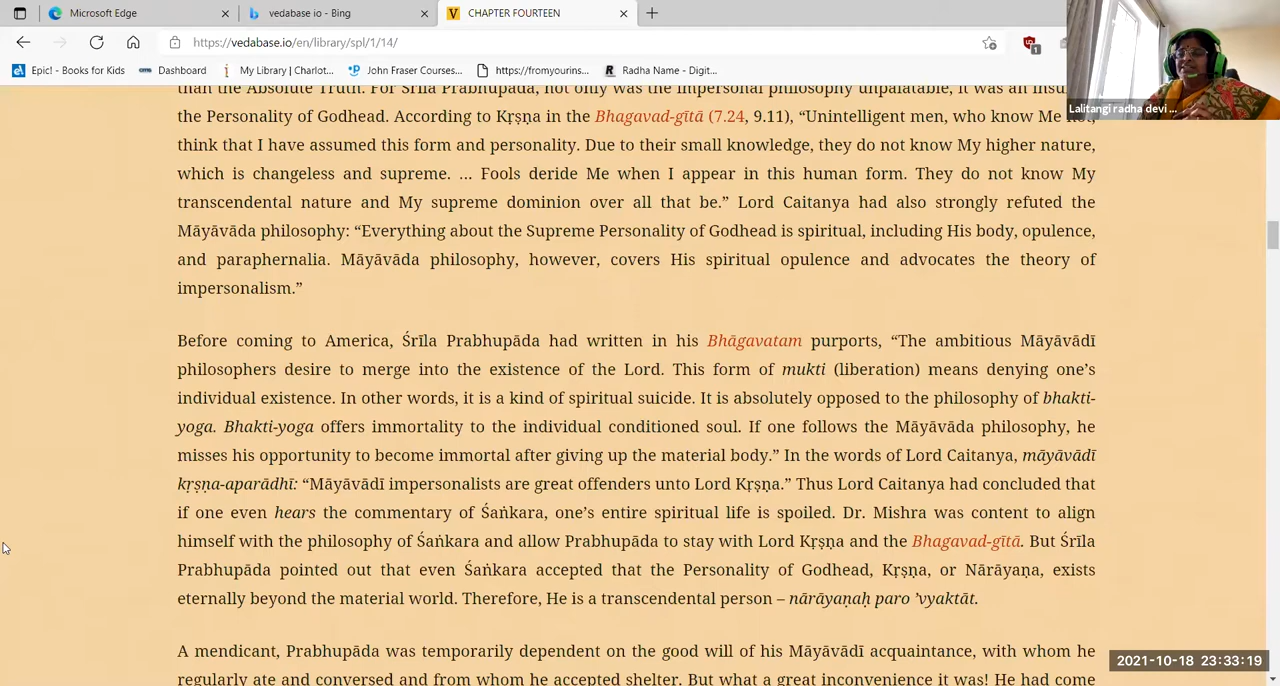 Microsoft Edge
vedabase io - Bing
CHAPTER FOURTEEN
https://vedabase.io/en/library/spl/1/14/
Epic! - Books for Kids
Dashboard
My Library | Charlot...
John Fraser Courses...
https://fromyourins...
Radha Name - Digit...
1
Lalitangi radha devi ...
than the Absolute Truth. For Śrīla Prabhupāda, not only was the impersonal philosophy unpalatable, it was an
the Personality of Godhead. According to Kṛṣṇa in the Bhagavad-gītā (7.24, 9.11), “Unintelligent men, who know Me
think that I have assumed this form and personality. Due to their small knowledge, they do not know My higher nature,
which is changeless and supreme. … Fools deride Me when I appear in this human form. They do not know My
transcendental nature and My supreme dominion over all that be.” Lord Caitanya had also strongly refuted the
Māyāvāda philosophy: “Everything about the Supreme Personality of Godhead is spiritual, including His body, opulence,
and paraphernalia. Māyāvāda philosophy, however, covers His spiritual opulence and advocates the theory of
impersonalism.”
Before coming to America, Śrīla Prabhupāda had written in his Bhāgavatam purports, “The ambitious Māyāvādī
philosophers desire to merge into the existence of the Lord. This form of mukti (liberation) means denying one’s
individual existence. In other words, it is a kind of spiritual suicide. It is absolutely opposed to the philosophy of bhakti-
yoga. Bhakti-yoga offers immortality to the individual conditioned soul. If one follows the Māyāvāda philosophy, he
misses his opportunity to become immortal after giving up the material body.” In the words of Lord Caitanya, māyāvādī
kṛṣṇa-aparādhī: “Māyāvādī impersonalists are great offenders unto Lord Kṛṣṇa.” Thus Lord Caitanya had concluded that
if one even hears the commentary of Śaṅkara, one’s entire spiritual life is spoiled. Dr. Mishra was content to align
himself with the philosophy of Śaṅkara and allow Prabhupāda to stay with Lord Kṛṣṇa and the Bhagavad-gītā. But Śrīla
Prabhupāda pointed out that even Śaṅkara accepted that the Personality of Godhead, Kṛṣṇa, or Nārāyaṇa, exists
eternally beyond the material world. Therefore, He is a transcendental person – nārāyaṇaḥ paro ’vyaktāt.
A mendicant, Prabhupāda was temporarily dependent on the good will of his Māyāvādī acquaintance, with whom he
regularly ate and conversed and from whom he accepted shelter. But what a great inconvenience it was! He had come
2021-10-18 23:33:19